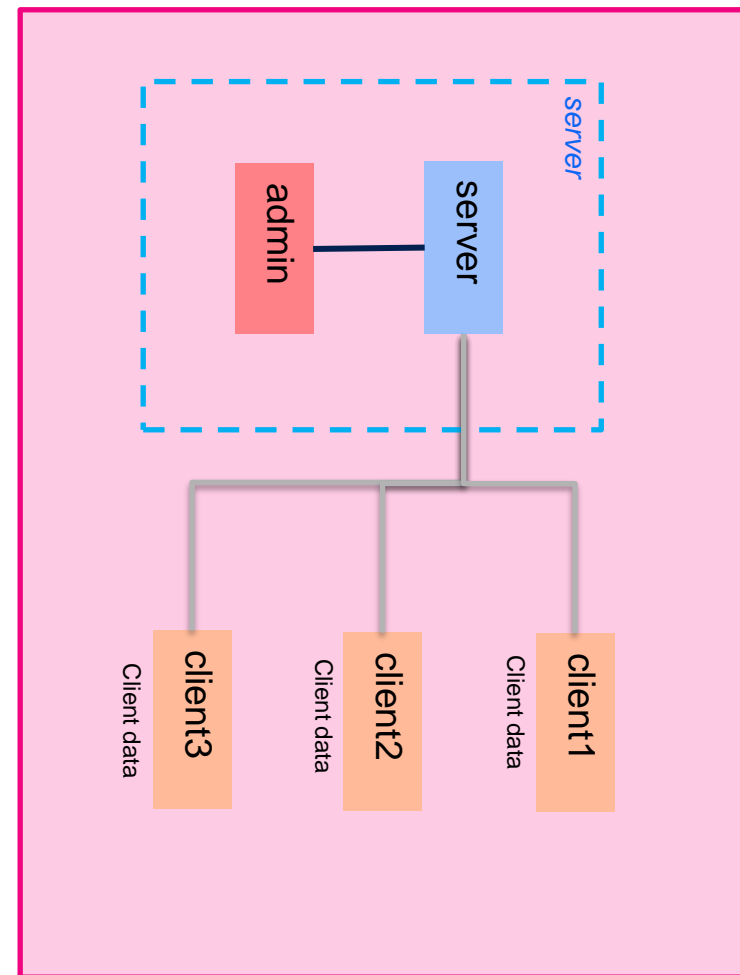 server
server
admin
client1
Client data
client2
Client data
client3
Client data